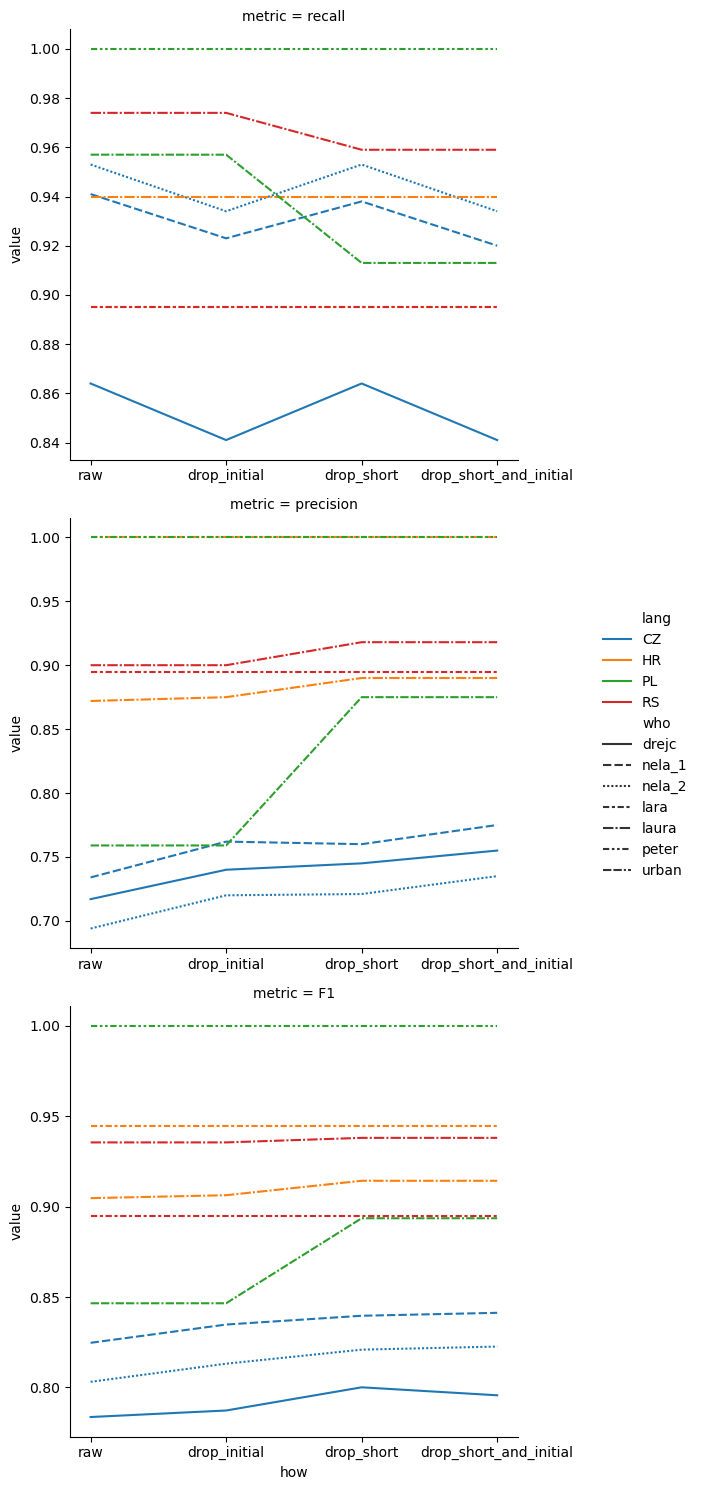 metric = recall
1.00
0.98
0.96
0.94
0.92
0.90
0.88
0.86
0.84
value
raw
drop_initial
drop_short
drop_short_and_initial
metric = precision
1.00
0.95
0.90
0.85
0.80
0.75
0.70
value
raw
drop_initial
drop_short
drop_short_and_initial
lang
CZ
HR
PL
RS
who
drejc
nela_1
nela_2
lara
laura
peter
urban
metric = F1
1.00
0.95
0.90
0.85
0.80
value
raw
drop_initial
drop_short
drop_short_and_initial
how